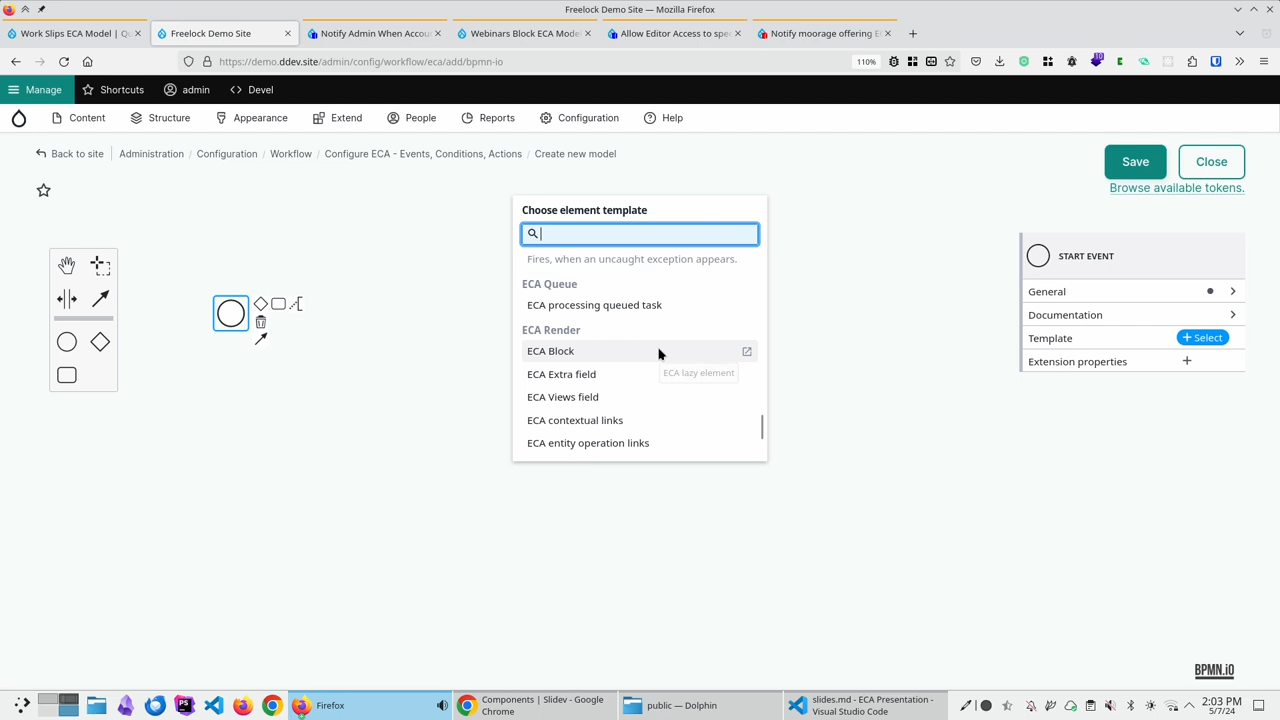 Freelock Demo Site — Mozilla Firefox
Work Slips ECA Model | Qu
Freelock Demo Site
Notify Admin When Accou
Webinars Block ECA Model
Allow Editor Access to spe
Notify moorage offering E
https://demo.ddev.site/admin/config/workflow/eca/add/bpmn-io
110%
10
Manage
Shortcuts
admin
Devel
Content
Structure
Appearance
Extend
People
Reports
Configuration
Help
Back to site
Administration / Configuration / Workflow / Configure ECA - Events, Conditions, Actions / Create new model
Save
Close
Browse available tokens.
Choose element template
Fires, when an uncaught exception appears.
ECA Queue
ECA processing queued task
ECA Render
ECA Block
ECA lazy element
ECA Extra field
ECA Views field
ECA contextual links
ECA entity operation links
START EVENT
General
Documentation
Template
+ Select
Extension properties
BPMN.iO
Firefox
Components | Slidev - Google
Chrome
public — Dolphin
slides.md - ECA Presentation -
Visual Studio Code
2:03 PM
5/7/24